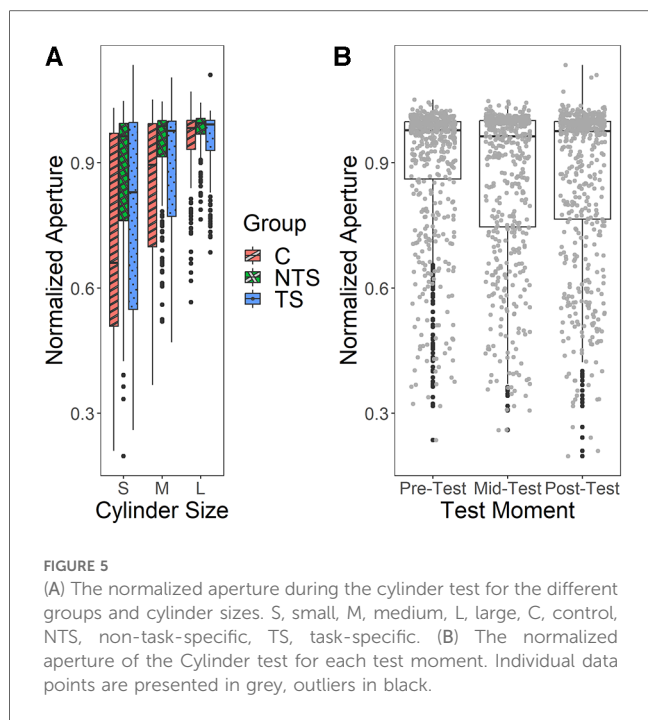 A
B
Normalized Aperture
0.9
0.6
0.3
S M L
Cylinder Size
Group
C
NTS
TS
Normalized Aperture
0.9
0.6
0.3
Pre-Test Mid-Test Post-Test
Test Moment
FIGURE 5
(A) The normalized aperture during the cylinder test for the different
groups and cylinder sizes. S, small, M, medium, L, large, C, control,
NTS, non-task-specific, TS, task-specific. (B) The normalized
aperture of the Cylinder test for each test moment. Individual data
points are presented in grey, outliers in black.